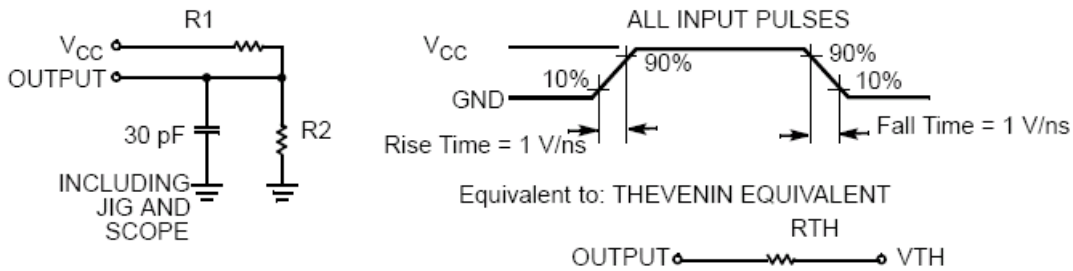 R1
VCC
OUTPUT
30 pF
R2
INCLUDING
JIG AND
SCOPE
ALL INPUT PULSES
VCC
GND
10%
90%
90%
10%
Rise Time = 1 V/ns
Fall Time = 1 V/ns
Equivalent to: THEVENIN EQUIVALENT
RTH
OUTPUT
VTH